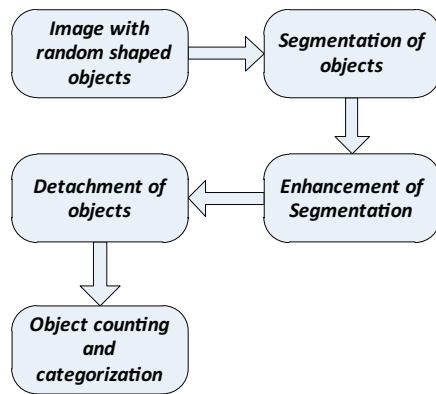 Image with
random shaped
objects
Segmentation of
objects
Enhancement of
Segmentation
Detachment of
objects
Object counting
and
categorization